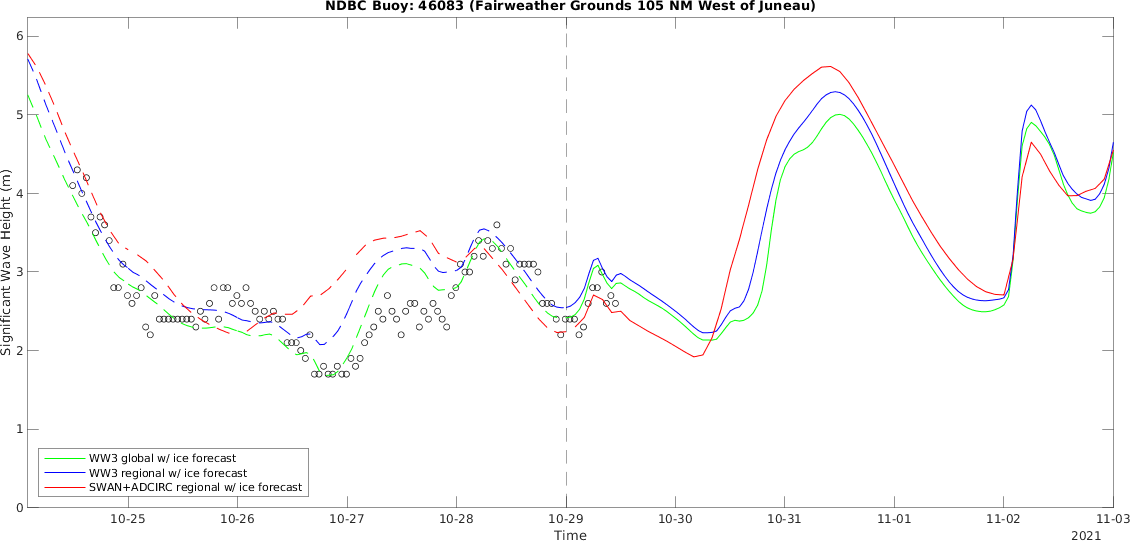 NDBC Buoy: 46083 (Fairweather Grounds 105 NM West of Juneau)
Significant Wave Height (m)
6
5
4
3
2
1
0
WW3 global w/ ice forecast
WW3 regional w/ ice forecast
SWAN+ADCIRC regional w/ ice forecast
10-25 10-26 10-27 10-28 10-29 10-30 10-31 11-01 11-02 11-03
Time
2021